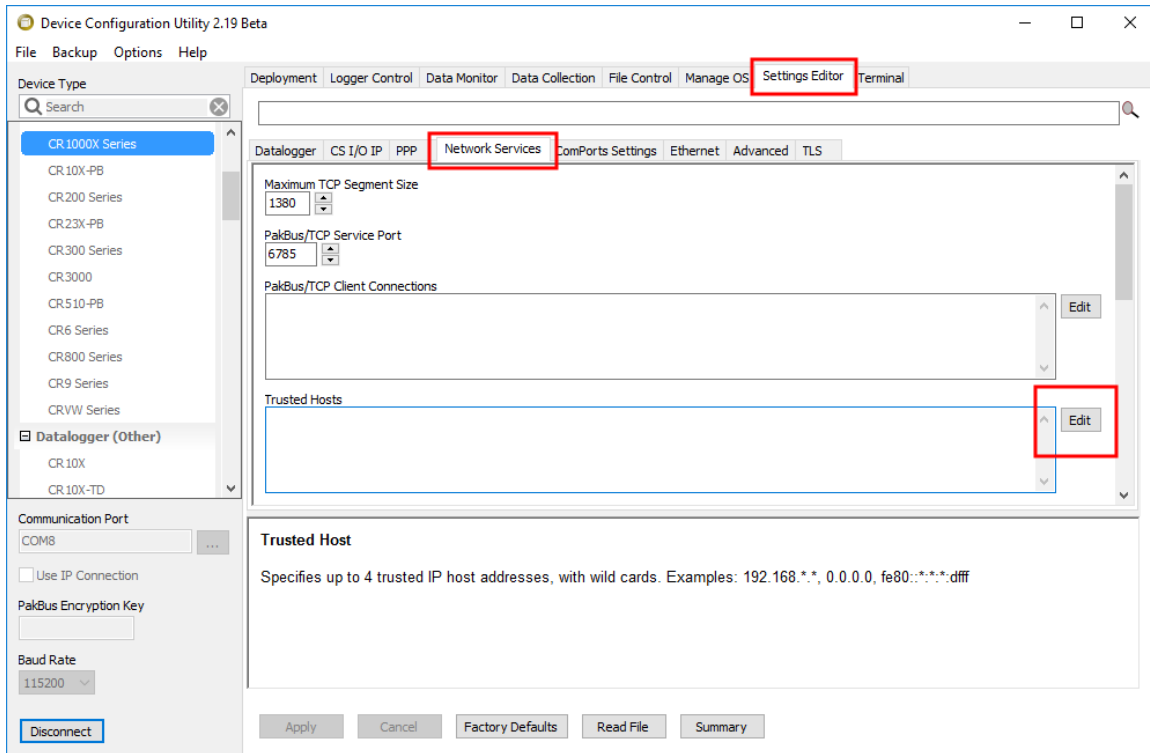 Device Configuration Utility 2.19 Beta
File Backup Options Help
Device Type
Search
CR1000X Series
CR10X-PB
CR200 Series
CR23X-PB
CR300 Series
CR3000
CR510-PB
CR6 Series
CR800 Series
CR9 Series
CRVW Series
Datalogger (Other)
CR10X
CR10X-TD
Communication Port
COM8
...
Use IP Connection
PakBus Encryption Key
Baud Rate
115200
Disconnect
Deployment Logger Control Data Monitor Data Collection File Control Manage OS Settings Editor Terminal
Datalogger CS I/O IP PPP Network Services ComPorts Settings Ethernet Advanced TLS
Maximum TCP Segment Size
1380
PakBus/TCP Service Port
6785
PakBus/TCP Client Connections
Edit
Trusted Hosts
Edit
Trusted Host
Specifies up to 4 trusted IP host addresses, with wild cards. Examples: 192.168.*.*, 0.0.0.0, fe80::*:*:*:dfff
Apply Cancel Factory Defaults Read File Summary